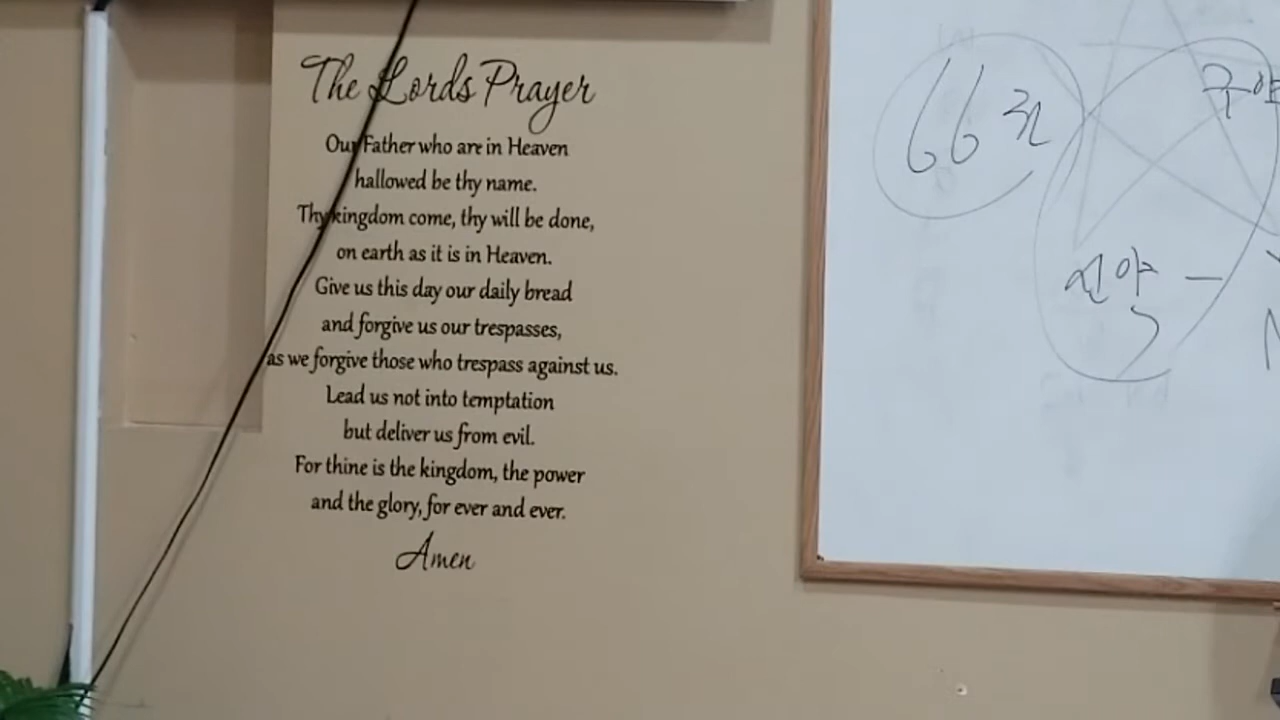 The Lords Prayer
Our Father who are in Heaven
hallowed be thy name.
Thy kingdom come, thy will be done,
on earth as it is in Heaven.
Give us this day our daily bread
and forgive us our trespasses,
as we forgive those who trespass against us.
Lead us not into temptation
but deliver us from evil.
For thine is the kingdom, the power
and the glory, for ever and ever.
Amen
66권
구약
신약 –